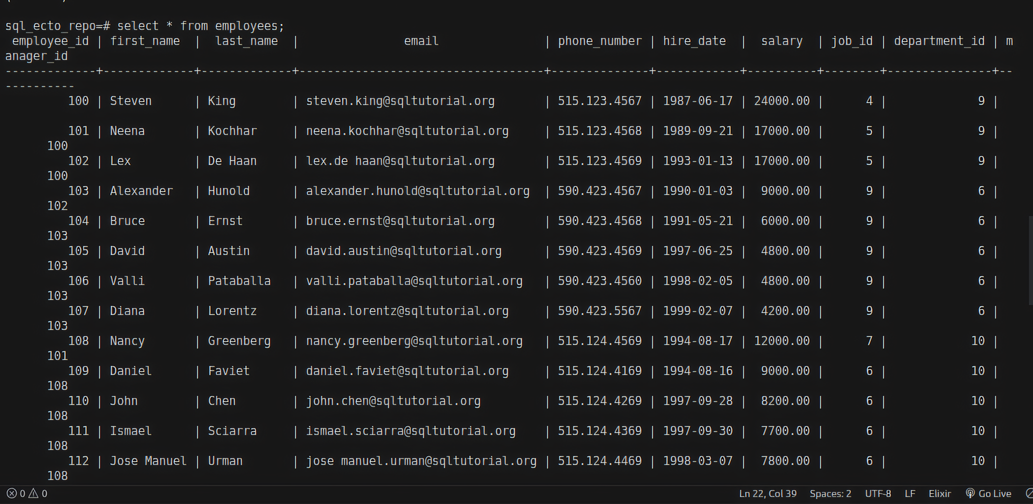 sql_ecto_repo=# select * from employees;
 employee_id | first_name  |  last_name  |               email               | phone_number | hire_date  |  salary  | job_id | department_id | m
anager_id
-------------+-------------+-------------+-----------------------------------+--------------+------------+----------+--------+---------------+--
----------
         100 | Steven      | King        | steven.king@sqltutorial.org       | 515.123.4567 | 1987-06-17 | 24000.00 |      4 |             9 |
         101 | Neena       | Kochhar     | neena.kochhar@sqltutorial.org     | 515.123.4568 | 1989-09-21 | 17000.00 |      5 |             9 |
      100
         102 | Lex         | De Haan     | lex.de haan@sqltutorial.org       | 515.123.4569 | 1993-01-13 | 17000.00 |      5 |             9 |
      100
         103 | Alexander   | Hunold      | alexander.hunold@sqltutorial.org  | 590.423.4567 | 1990-01-03 |  9000.00 |      9 |             6 |
      102
         104 | Bruce       | Ernst       | bruce.ernst@sqltutorial.org       | 590.423.4568 | 1991-05-21 |  6000.00 |      9 |             6 |
      103
         105 | David       | Austin      | david.austin@sqltutorial.org      | 590.423.4569 | 1997-06-25 |  4800.00 |      9 |             6 |
      103
         106 | Valli       | Pataballa   | valli.pataballa@sqltutorial.org   | 590.423.4560 | 1998-02-05 |  4800.00 |      9 |             6 |
      103
         107 | Diana       | Lorentz     | diana.lorentz@sqltutorial.org     | 590.423.5567 | 1999-02-07 |  4200.00 |      9 |             6 |
      103
         108 | Nancy       | Greenberg   | nancy.greenberg@sqltutorial.org   | 515.124.4569 | 1994-08-17 | 12000.00 |      7 |            10 |
      101
         109 | Daniel      | Faviet      | daniel.faviet@sqltutorial.org     | 515.124.4169 | 1994-08-16 |  9000.00 |      6 |            10 |
      108
         110 | John        | Chen        | john.chen@sqltutorial.org         | 515.124.4269 | 1997-09-28 |  8200.00 |      6 |            10 |
      108
         111 | Ismael      | Sciarra     | ismael.sciarra@sqltutorial.org    | 515.124.4369 | 1997-09-30 |  7700.00 |      6 |            10 |
      108
         112 | Jose Manuel | Urman       | jose manuel.urman@sqltutorial.org | 515.124.4469 | 1998-03-07 |  7800.00 |      6 |            10 |
      108
0 0 Ln 22, Col 39 Spaces: 2 UTF-8 LF Elixir Go Live